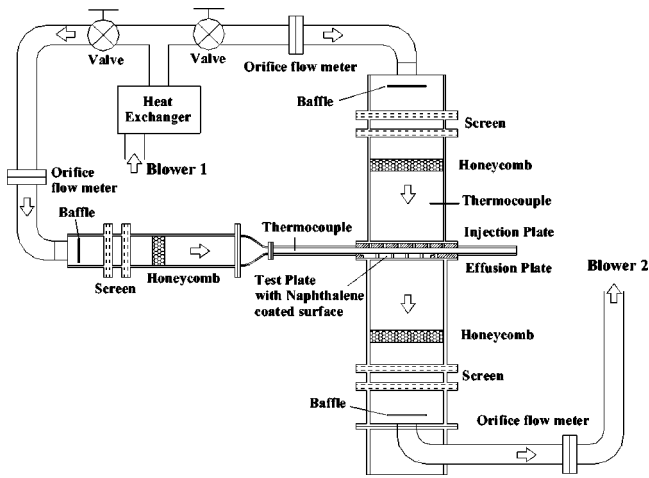 Valve
Valve
Orifice flow meter
Heat
Exchanger
Blower 1
Baffle
Screen
Honeycomb
Thermocouple
Orifice
flow meter
Baffle
Thermocouple
Injection Plate
Screen
Honeycomb
Test Plate
with Naphthalene
coated surface
Effusion Plate
Blower 2
Honeycomb
Screen
Baffle
Orifice flow meter